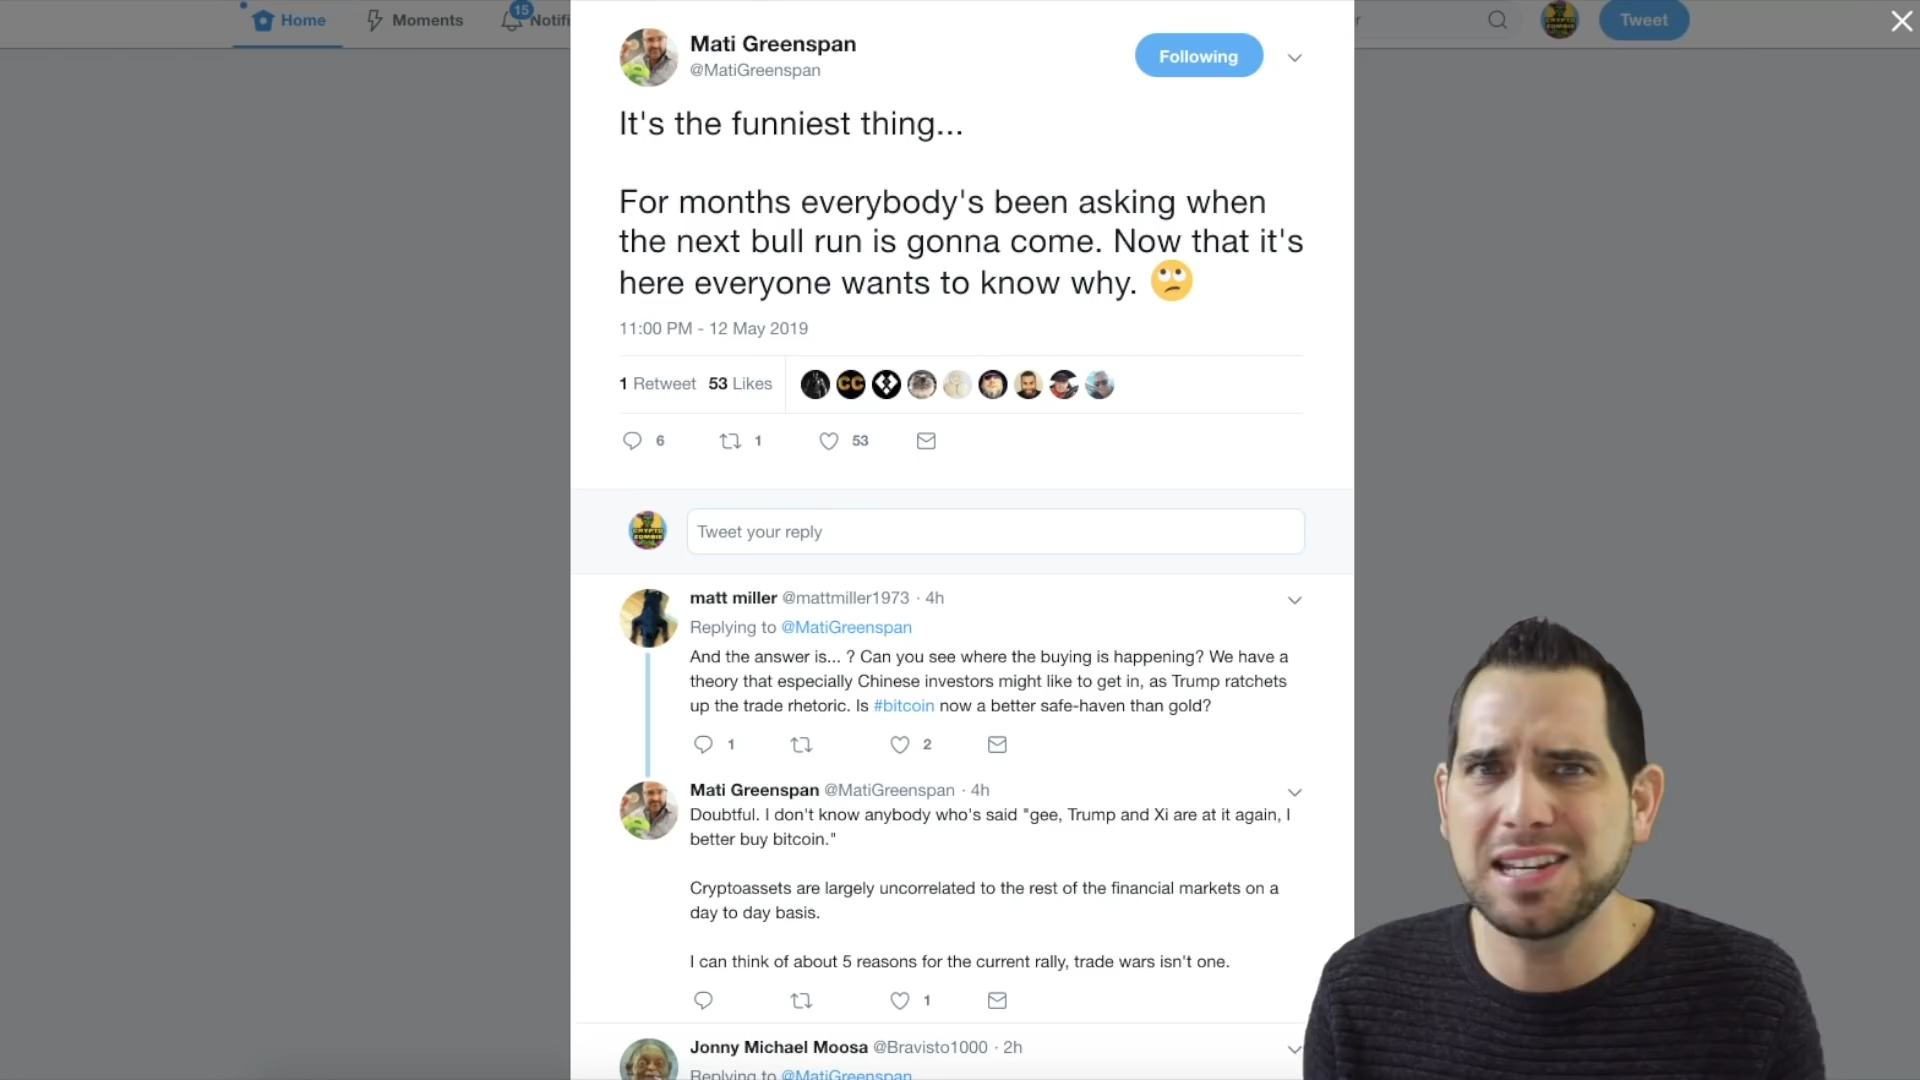 Home
Moments
15
Notifi
Tweet
Mati Greenspan
@MatiGreenspan
Following
It's the funniest thing...
For months everybody's been asking when
the next bull run is gonna come. Now that it's
here everyone wants to know why. 🙄
11:00 PM - 12 May 2019
1 Retweet 53 Likes
CC
6
1
53
CRYPTO
ZOMBIE
Tweet your reply
matt miller @mattmiller1973 · 4h
Replying to @MatiGreenspan
And the answer is... ? Can you see where the buying is happening? We have a
theory that especially Chinese investors might like to get in, as Trump ratchets
up the trade rhetoric. Is #bitcoin now a better safe-haven than gold?
1
2
Mati Greenspan @MatiGreenspan · 4h
Doubtful. I don't know anybody who's said "gee, Trump and Xi are at it again, I
better buy bitcoin."
Cryptoassets are largely uncorrelated to the rest of the financial markets on a
day to day basis.
I can think of about 5 reasons for the current rally, trade wars isn't one.
1
Jonny Michael Moosa @Bravisto1000 · 2h
Replying to @MatiGreenspan